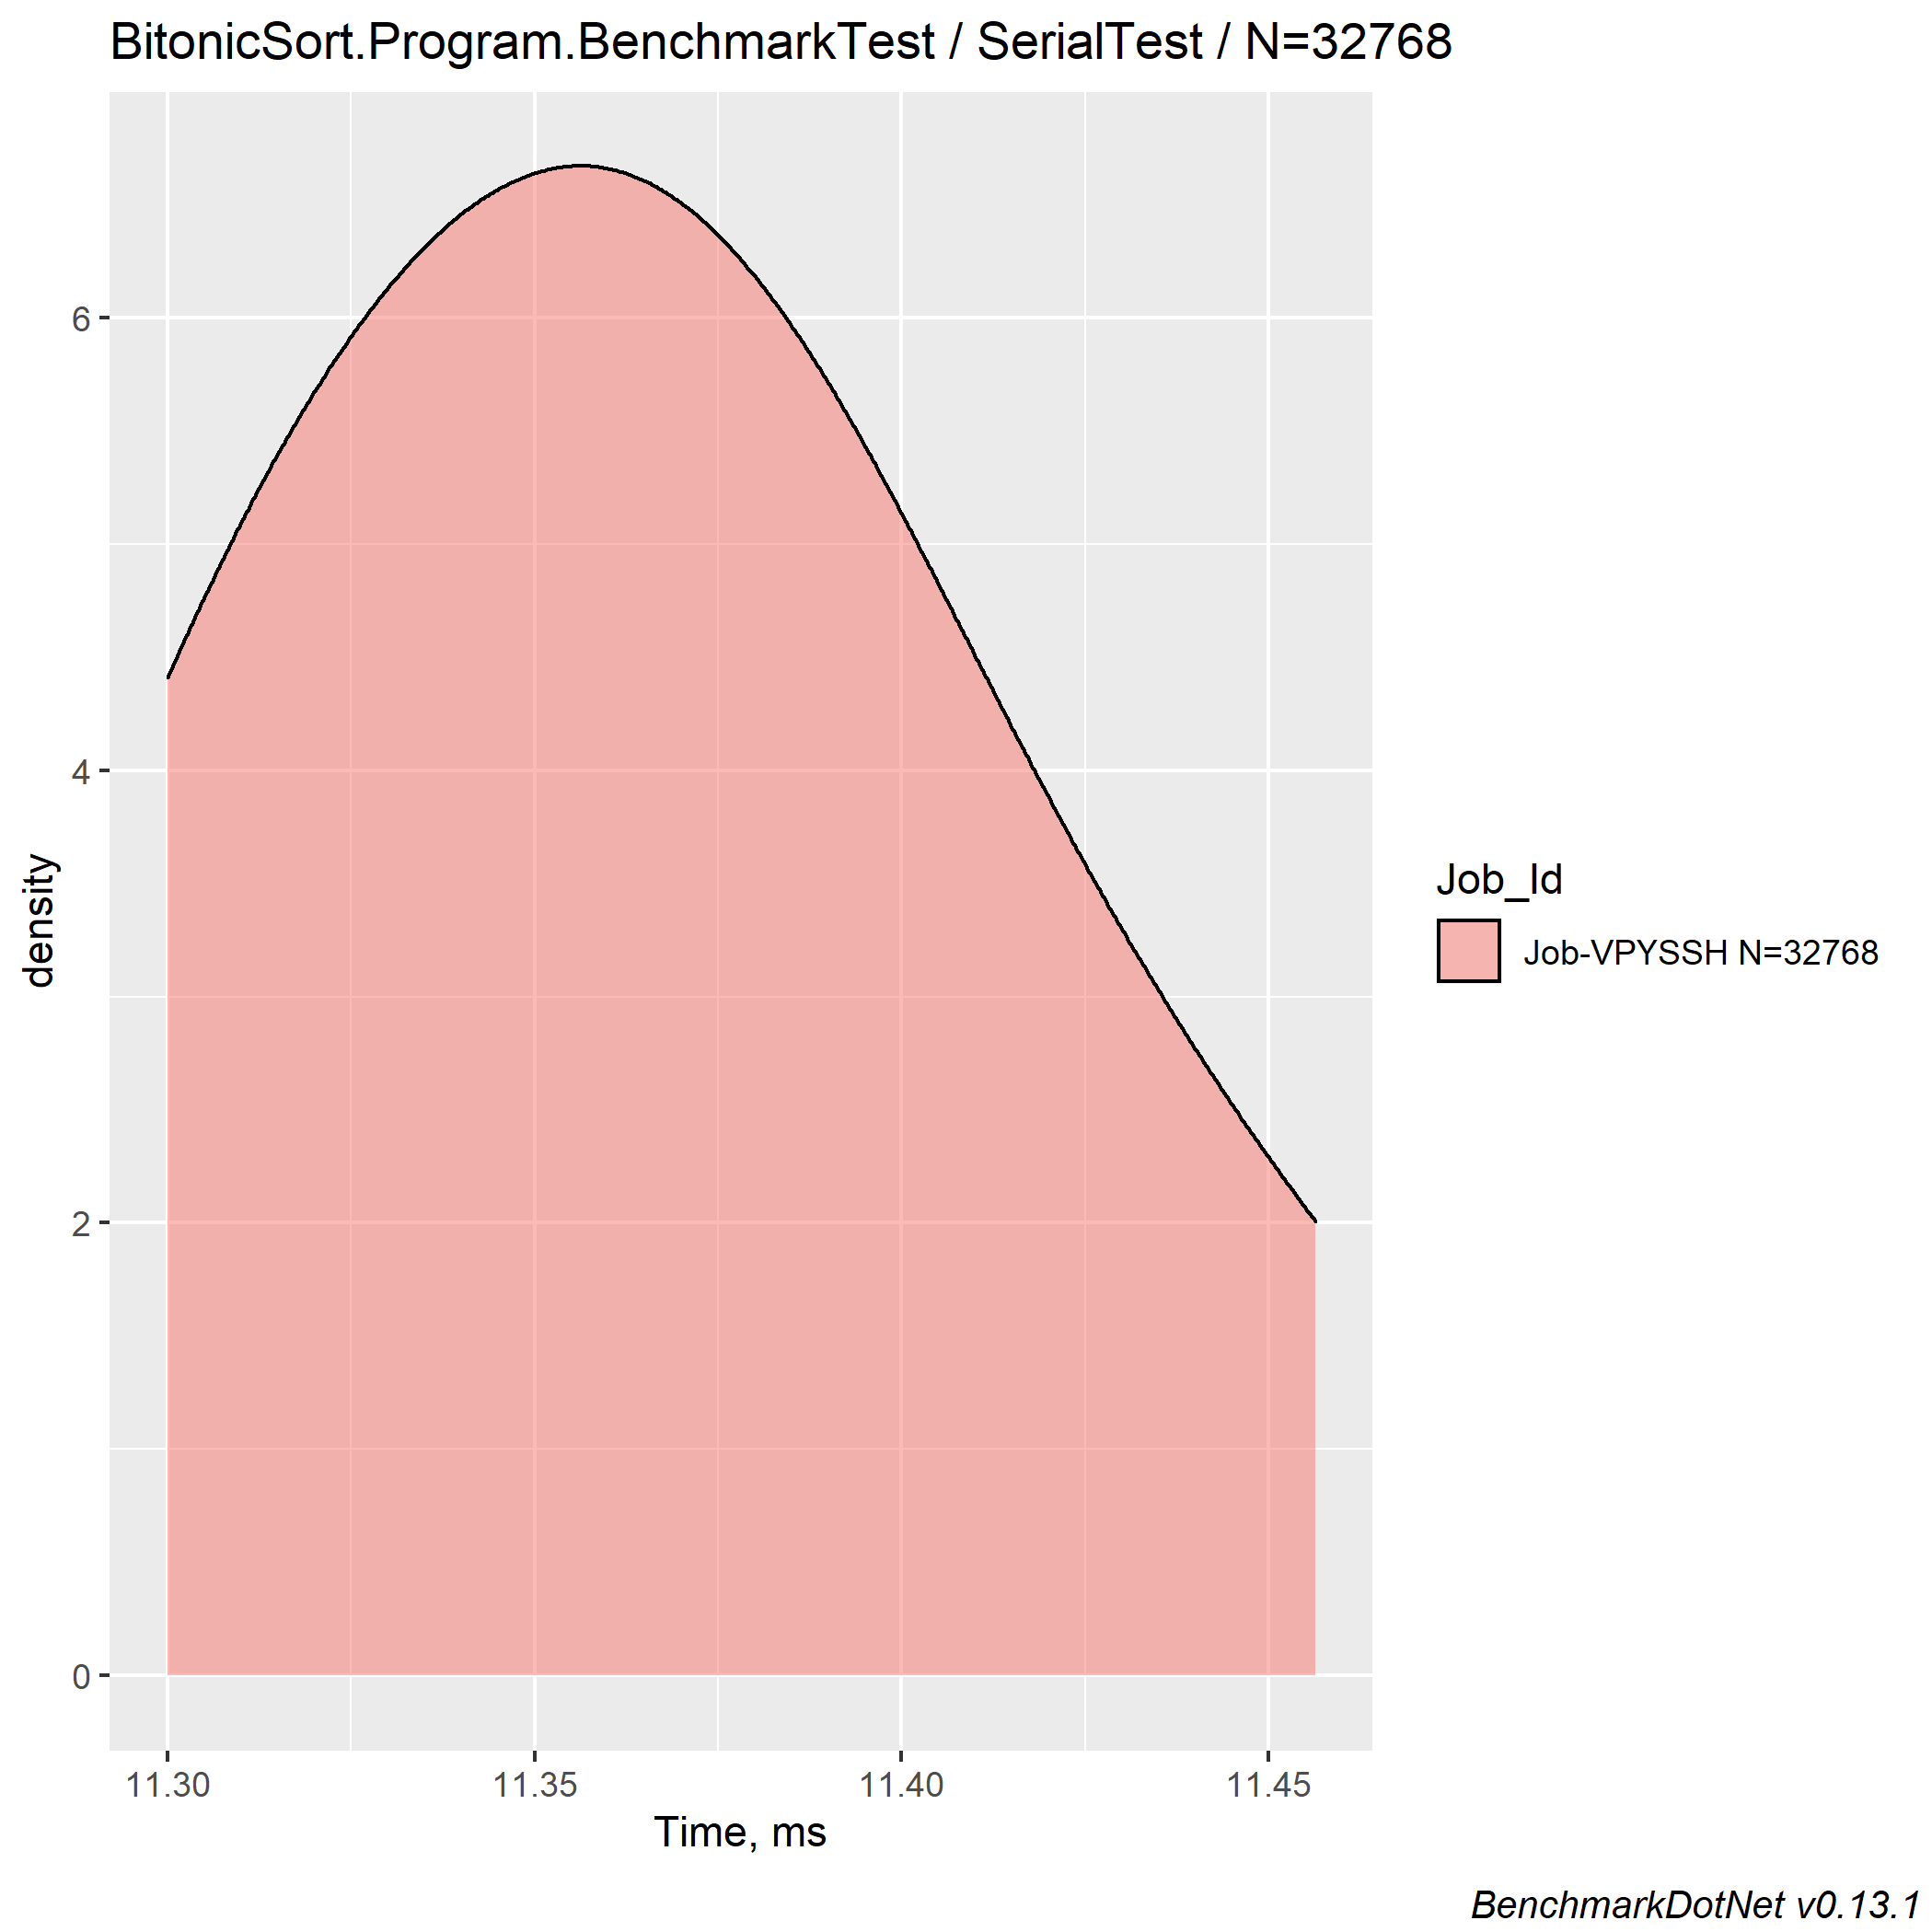 BitonicSort.Program.BenchmarkTest / SerialTest / N=32768
6
4
2
0
density
11.30 11.35 11.40 11.45
Time, ms
Job_Id
Job-VPYSSH N=32768
BenchmarkDotNet v0.13.1